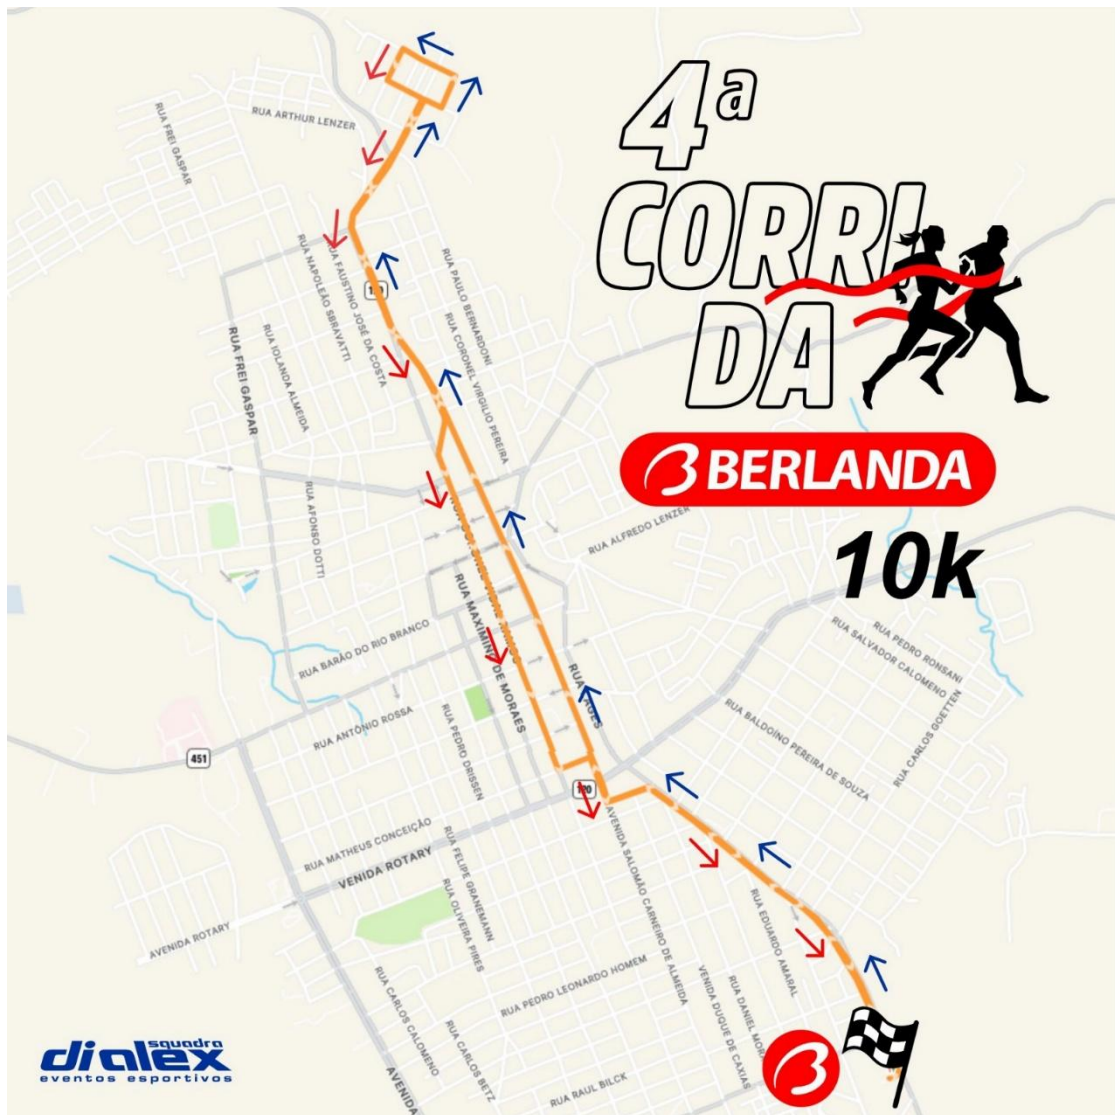 4ª
CORRI
DA
BERLANDA
10k
RUA ARTHUR LENZER
RUA FREI GASPAR
RUA NAPOLEÃO SBRAVATTI
RUA FAUSTINO JOSÉ DA COSTA
RUA PAULO BERNARDONI
RUA CORONEL VIRGILIO PEREIRA
RUA FREI GASPAR
RUA IOLANDA ALMEIDA
RUA AFONSO DOTTI
RUA ALFREDO LENZER
RUA MAXIMINO DE MORAES
RUA BARÃO DO RIO BRANCO
RUA ANTÔNIO ROSSA
RUA PEDRO DRISSEN
RUA PEDRO RONSANI
RUA SALVADOR CALOMENO
RUA CARLOS GOETTEN
RUA BALDOÍNO PEREIRA DE SOUZA
451
RUA MATHEUS CONCEIÇÃO
VENIDA ROTARY
AVENIDA ROTARY
RUA FELIPE GRANEMANN
RUA OLIVEIRA PIRES
AVENIDA SALOMÃO CARNEIRO DE ALMEIDA
RUA EDUARDO AMARAL
RUA PEDRO LEONARDO HOMEM
VENIDA DUQUE DE CAXIAS
RUA DANIEL MORA
RUA CARLOS CALOMENO
RUA CARLOS BETZ
RUA RAUL BILCK
AVENIDA
squadra
dialex
eventos esportivos